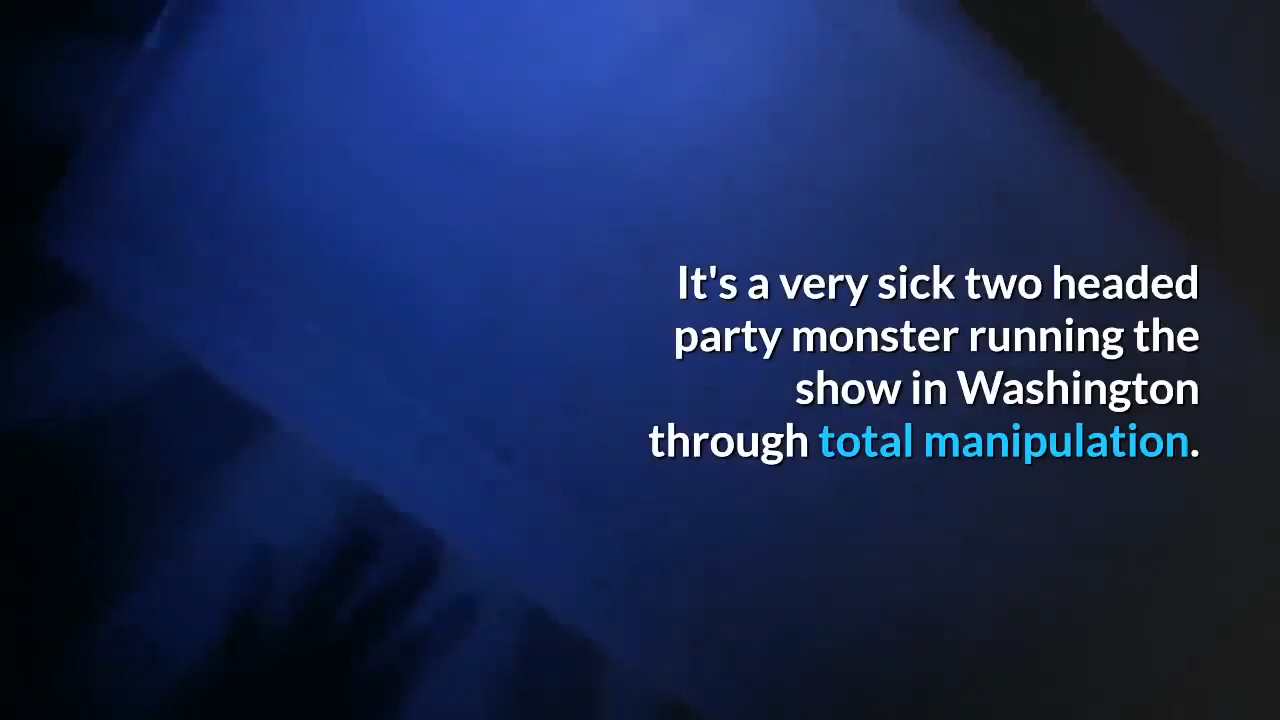 It's a very sick two headed
party monster running the
show in Washington
through total manipulation.